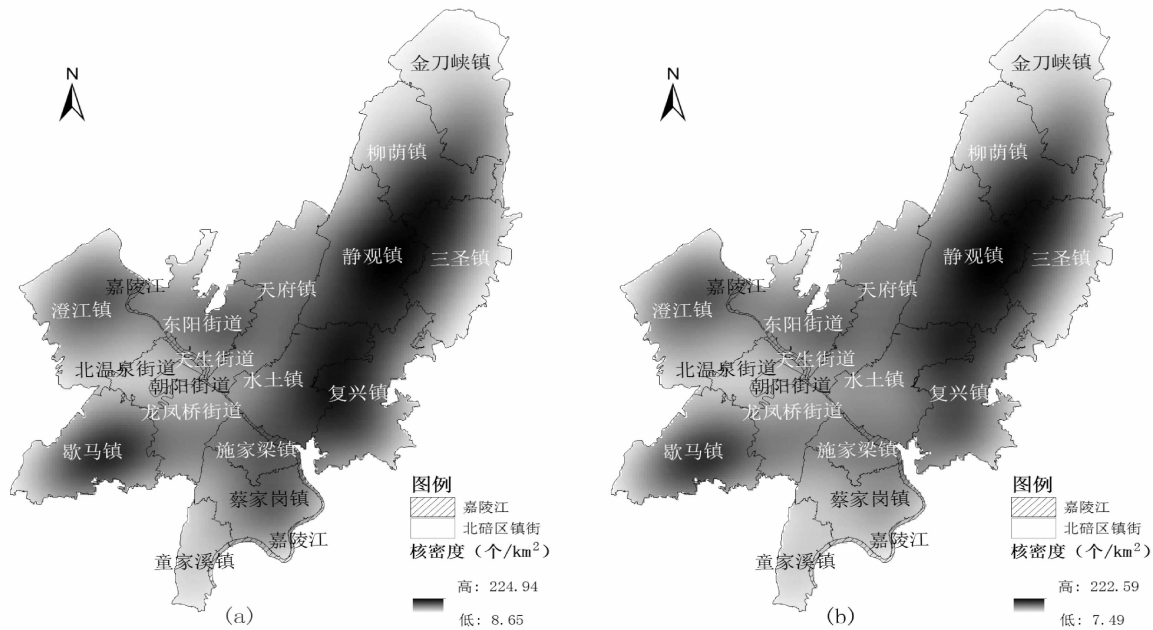 N
金刀峡镇
柳荫镇
静观镇
三圣镇
嘉陵江
天府镇
澄江镇
东阳街道
天生街道
北温泉街道
朝阳街道
水土镇
复兴镇
龙凤桥街道
歇马镇
施家梁镇
蔡家岗镇
嘉陵江
童家溪镇
图例
嘉陵江
北碚区镇街
核密度（个/km²）
高: 224.94
低: 8.65
(a)
N
金刀峡镇
柳荫镇
静观镇
三圣镇
嘉陵江
天府镇
澄江镇
东阳街道
天生街道
北温泉街道
朝阳街道
水土镇
复兴镇
龙凤桥街道
歇马镇
施家梁镇
蔡家岗镇
嘉陵江
童家溪镇
图例
嘉陵江
北碚区镇街
核密度（个/km²）
高: 222.59
低: 7.49
(b)